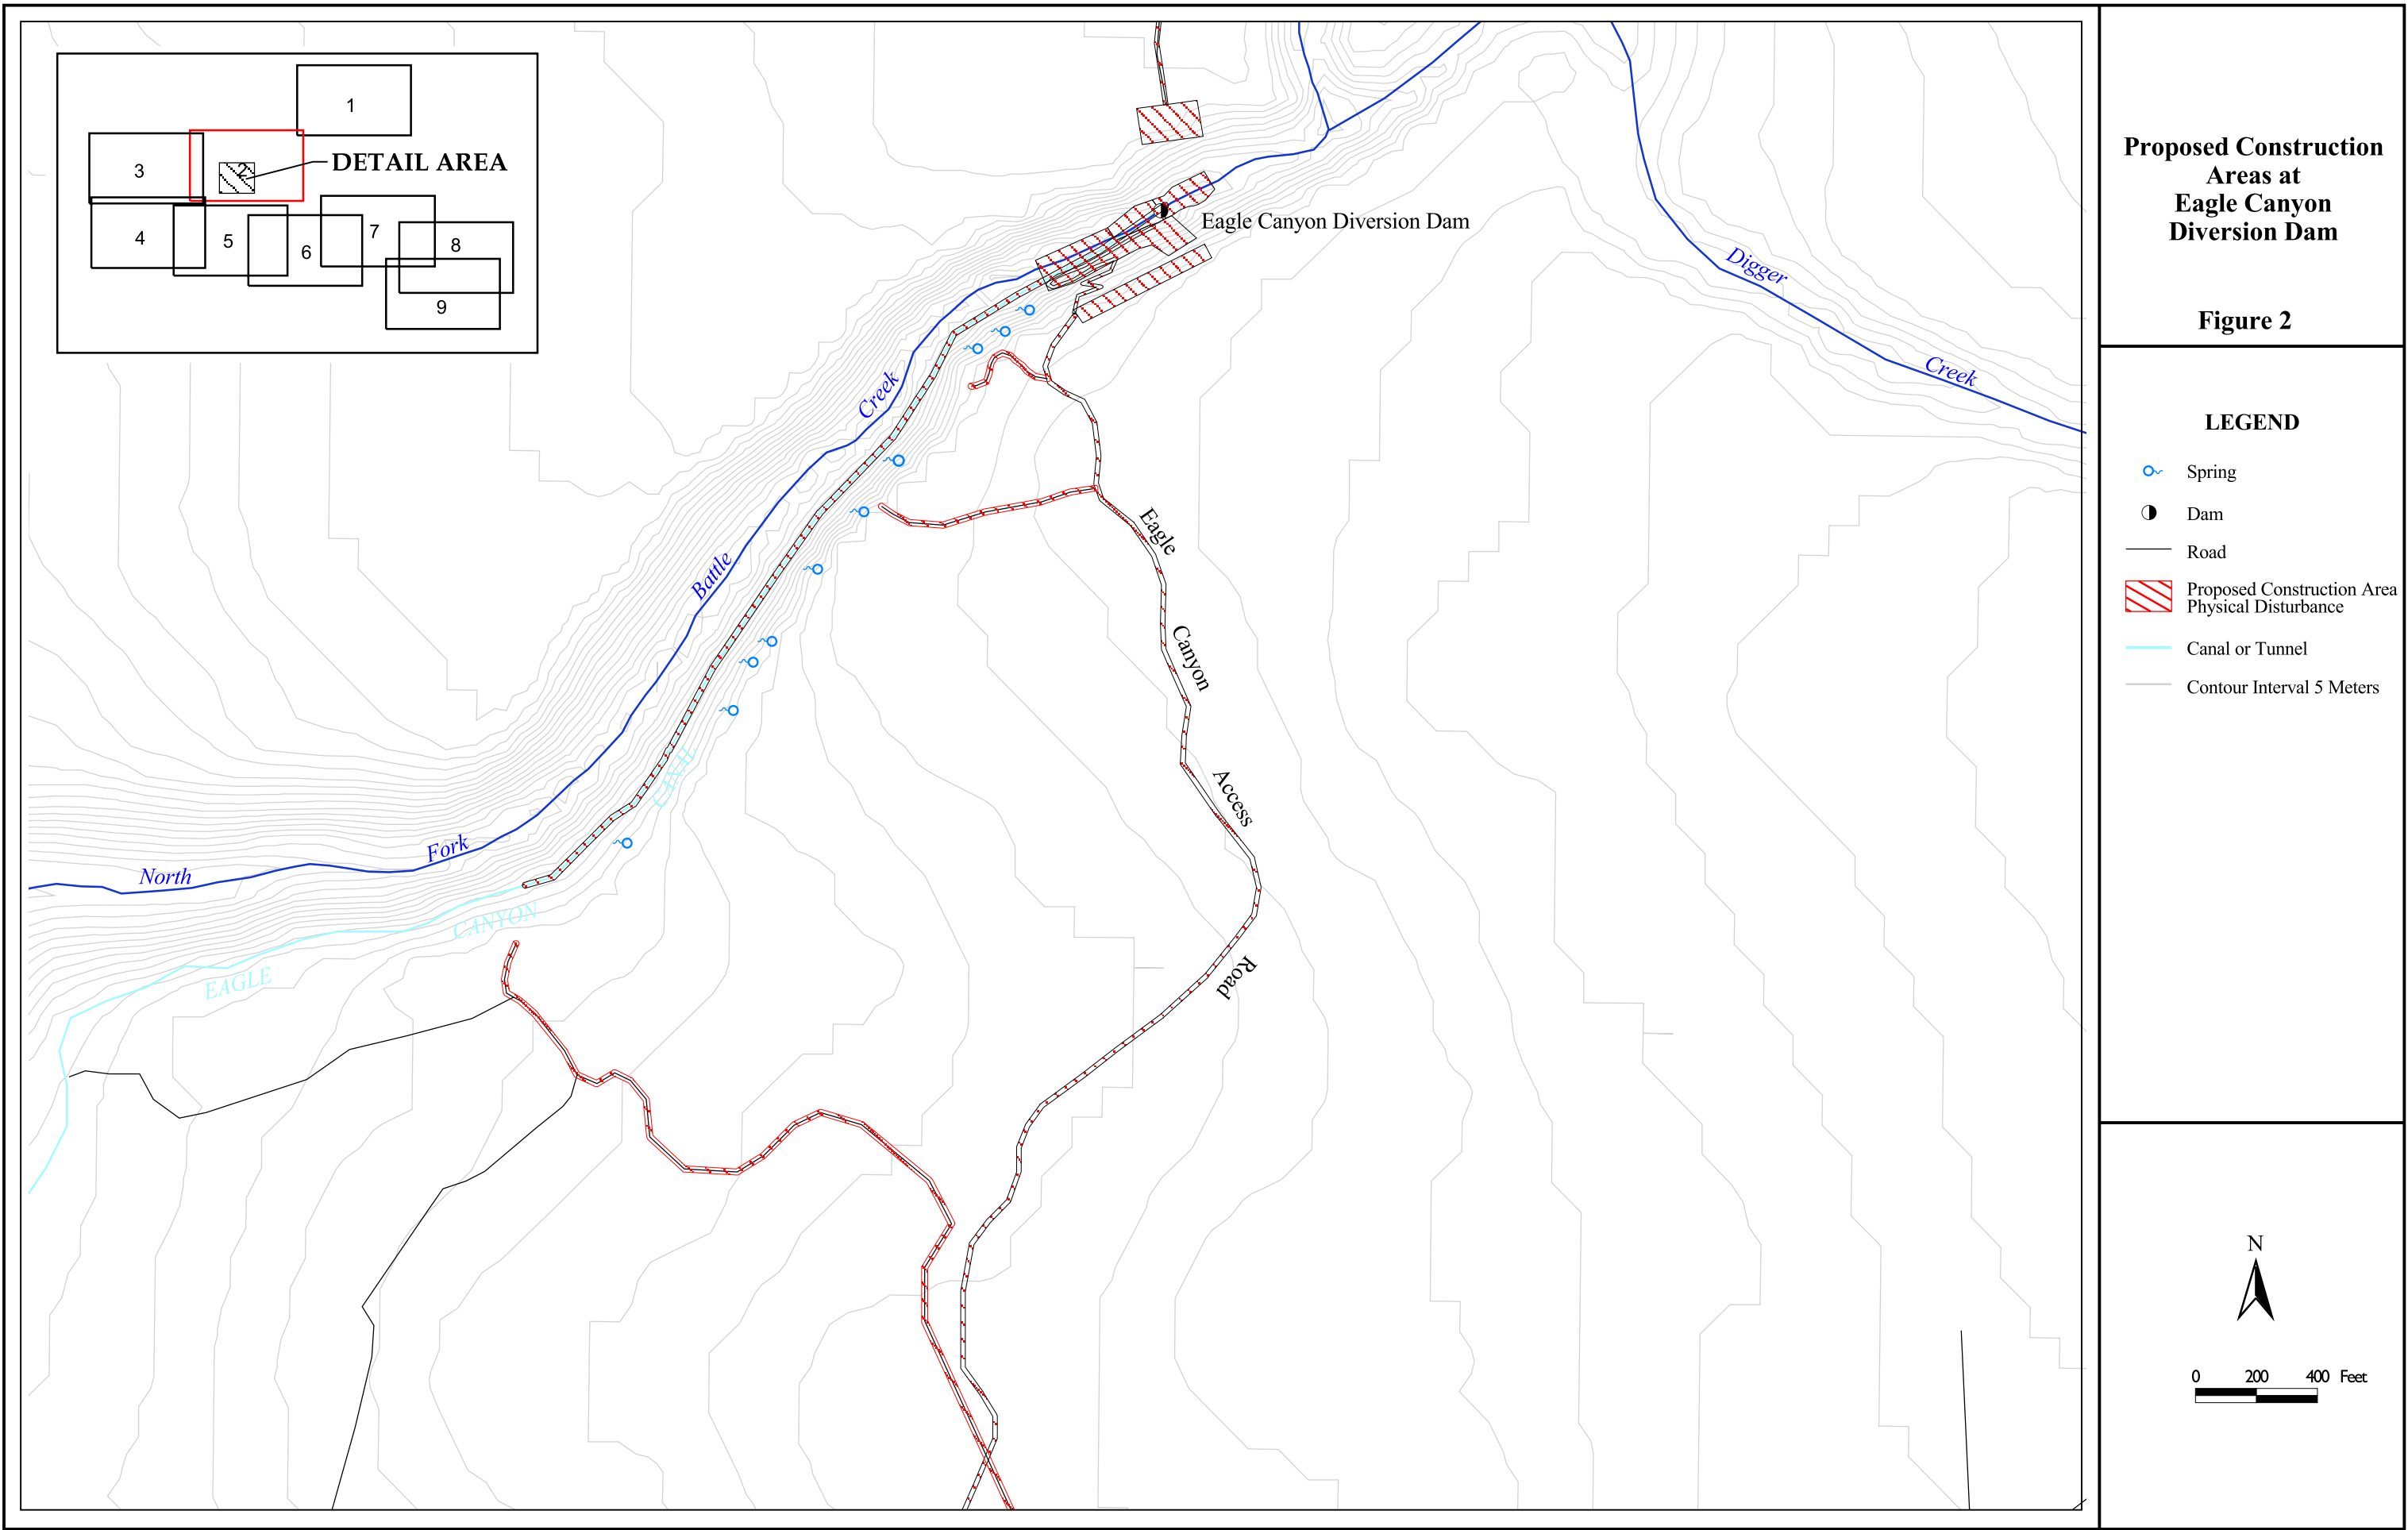 1
2
3
DETAIL AREA
4
5
6
7
8
9
Eagle Canyon Diversion Dam
Digger
Creek
Creek
Battle
Fork
North
Eagle
Canyon
Access
Road
CANAL
CANYON
EAGLE
Proposed Construction
Areas at
Eagle Canyon
Diversion Dam
Figure 2
LEGEND
Spring
Dam
Road
Proposed Construction Area
Physical Disturbance
Canal or Tunnel
Contour Interval 5 Meters
N
0 200 400 Feet